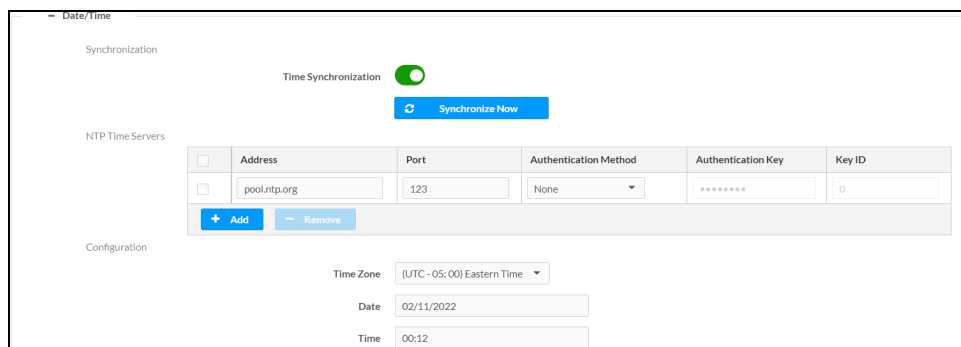 − Date/Time
Synchronization
Time Synchronization
Synchronize Now
NTP Time Servers
Address Port Authentication Method Authentication Key Key ID
pool.ntp.org 123 None ●●●●●●●● 0
+ Add − Remove
Configuration
Time Zone (UTC - 05: 00) Eastern Time
Date 02/11/2022
Time 00:12